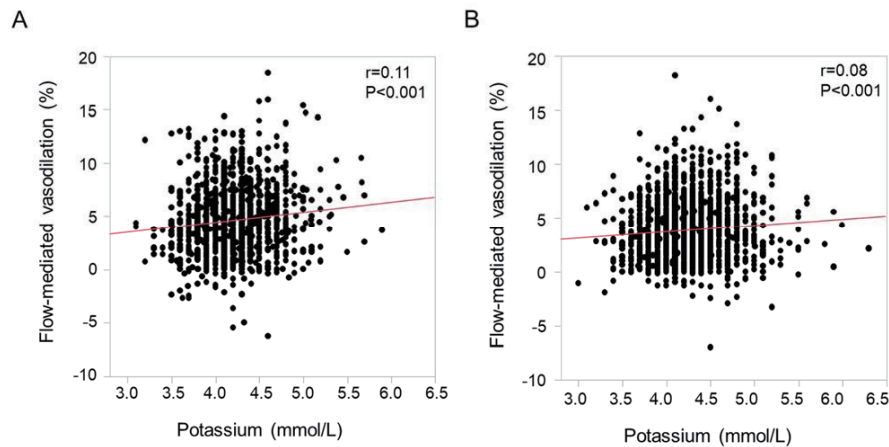 A
r=0.11
P<0.001
Flow-mediated vasodilation (%)
20
15
10
5
0
-5
-10
3.0 3.5 4.0 4.5 5.0 5.5 6.0 6.5
Potassium (mmol/L)
B
r=0.08
P<0.001
Flow-mediated vasodilation (%)
20
15
10
5
0
-5
-10
3.0 3.5 4.0 4.5 5.0 5.5 6.0 6.5
Potassium (mmol/L)